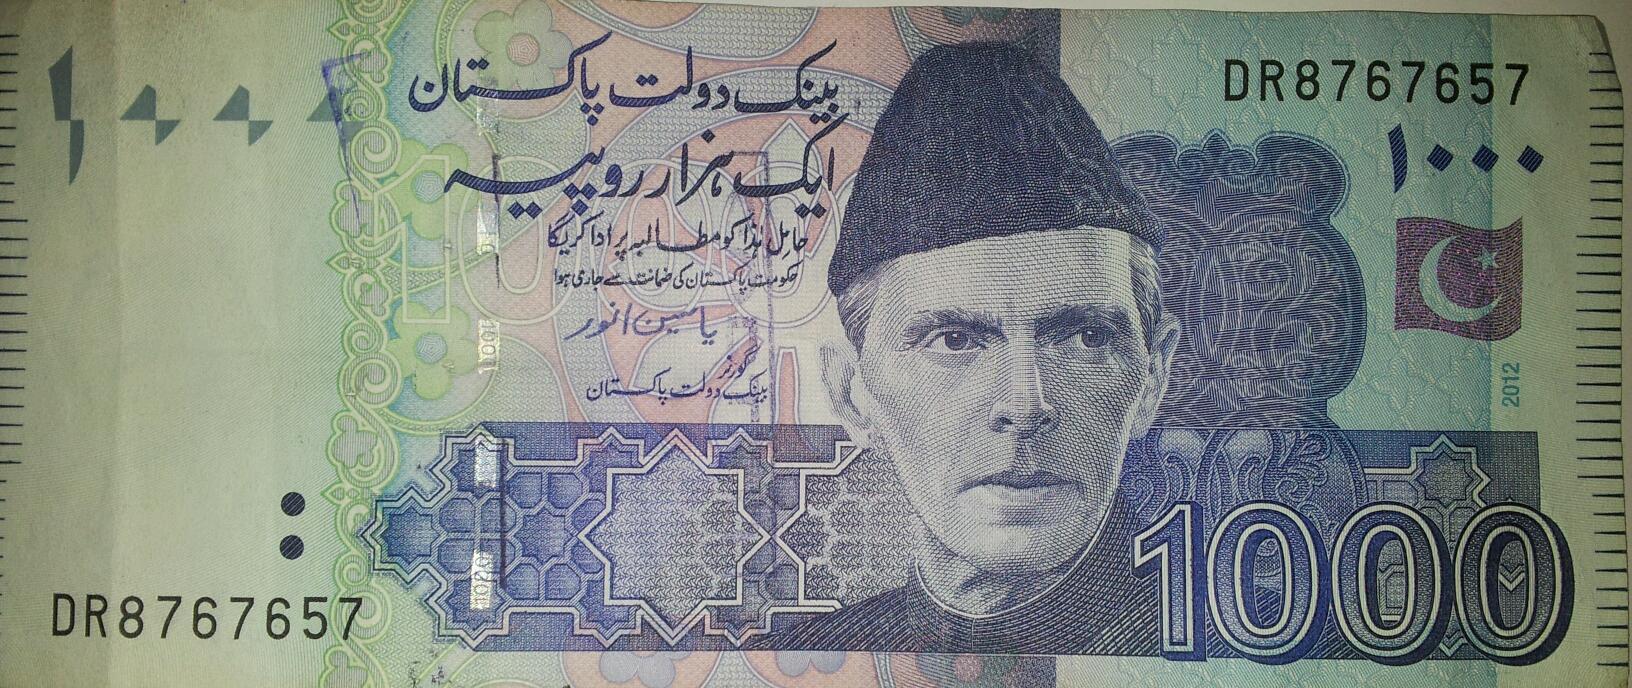 بینک دولت پاکستان
ایک ہزار روپیہ
حامل ہٰذا کو مطالبہ پر ادا کریگا
حکومت پاکستان کی ضمانت سے جاری ہوا
یاسین انور
گورنر
بینک دولت پاکستان
DR8767657
۱۰۰۰
2012
1000
DR8767657